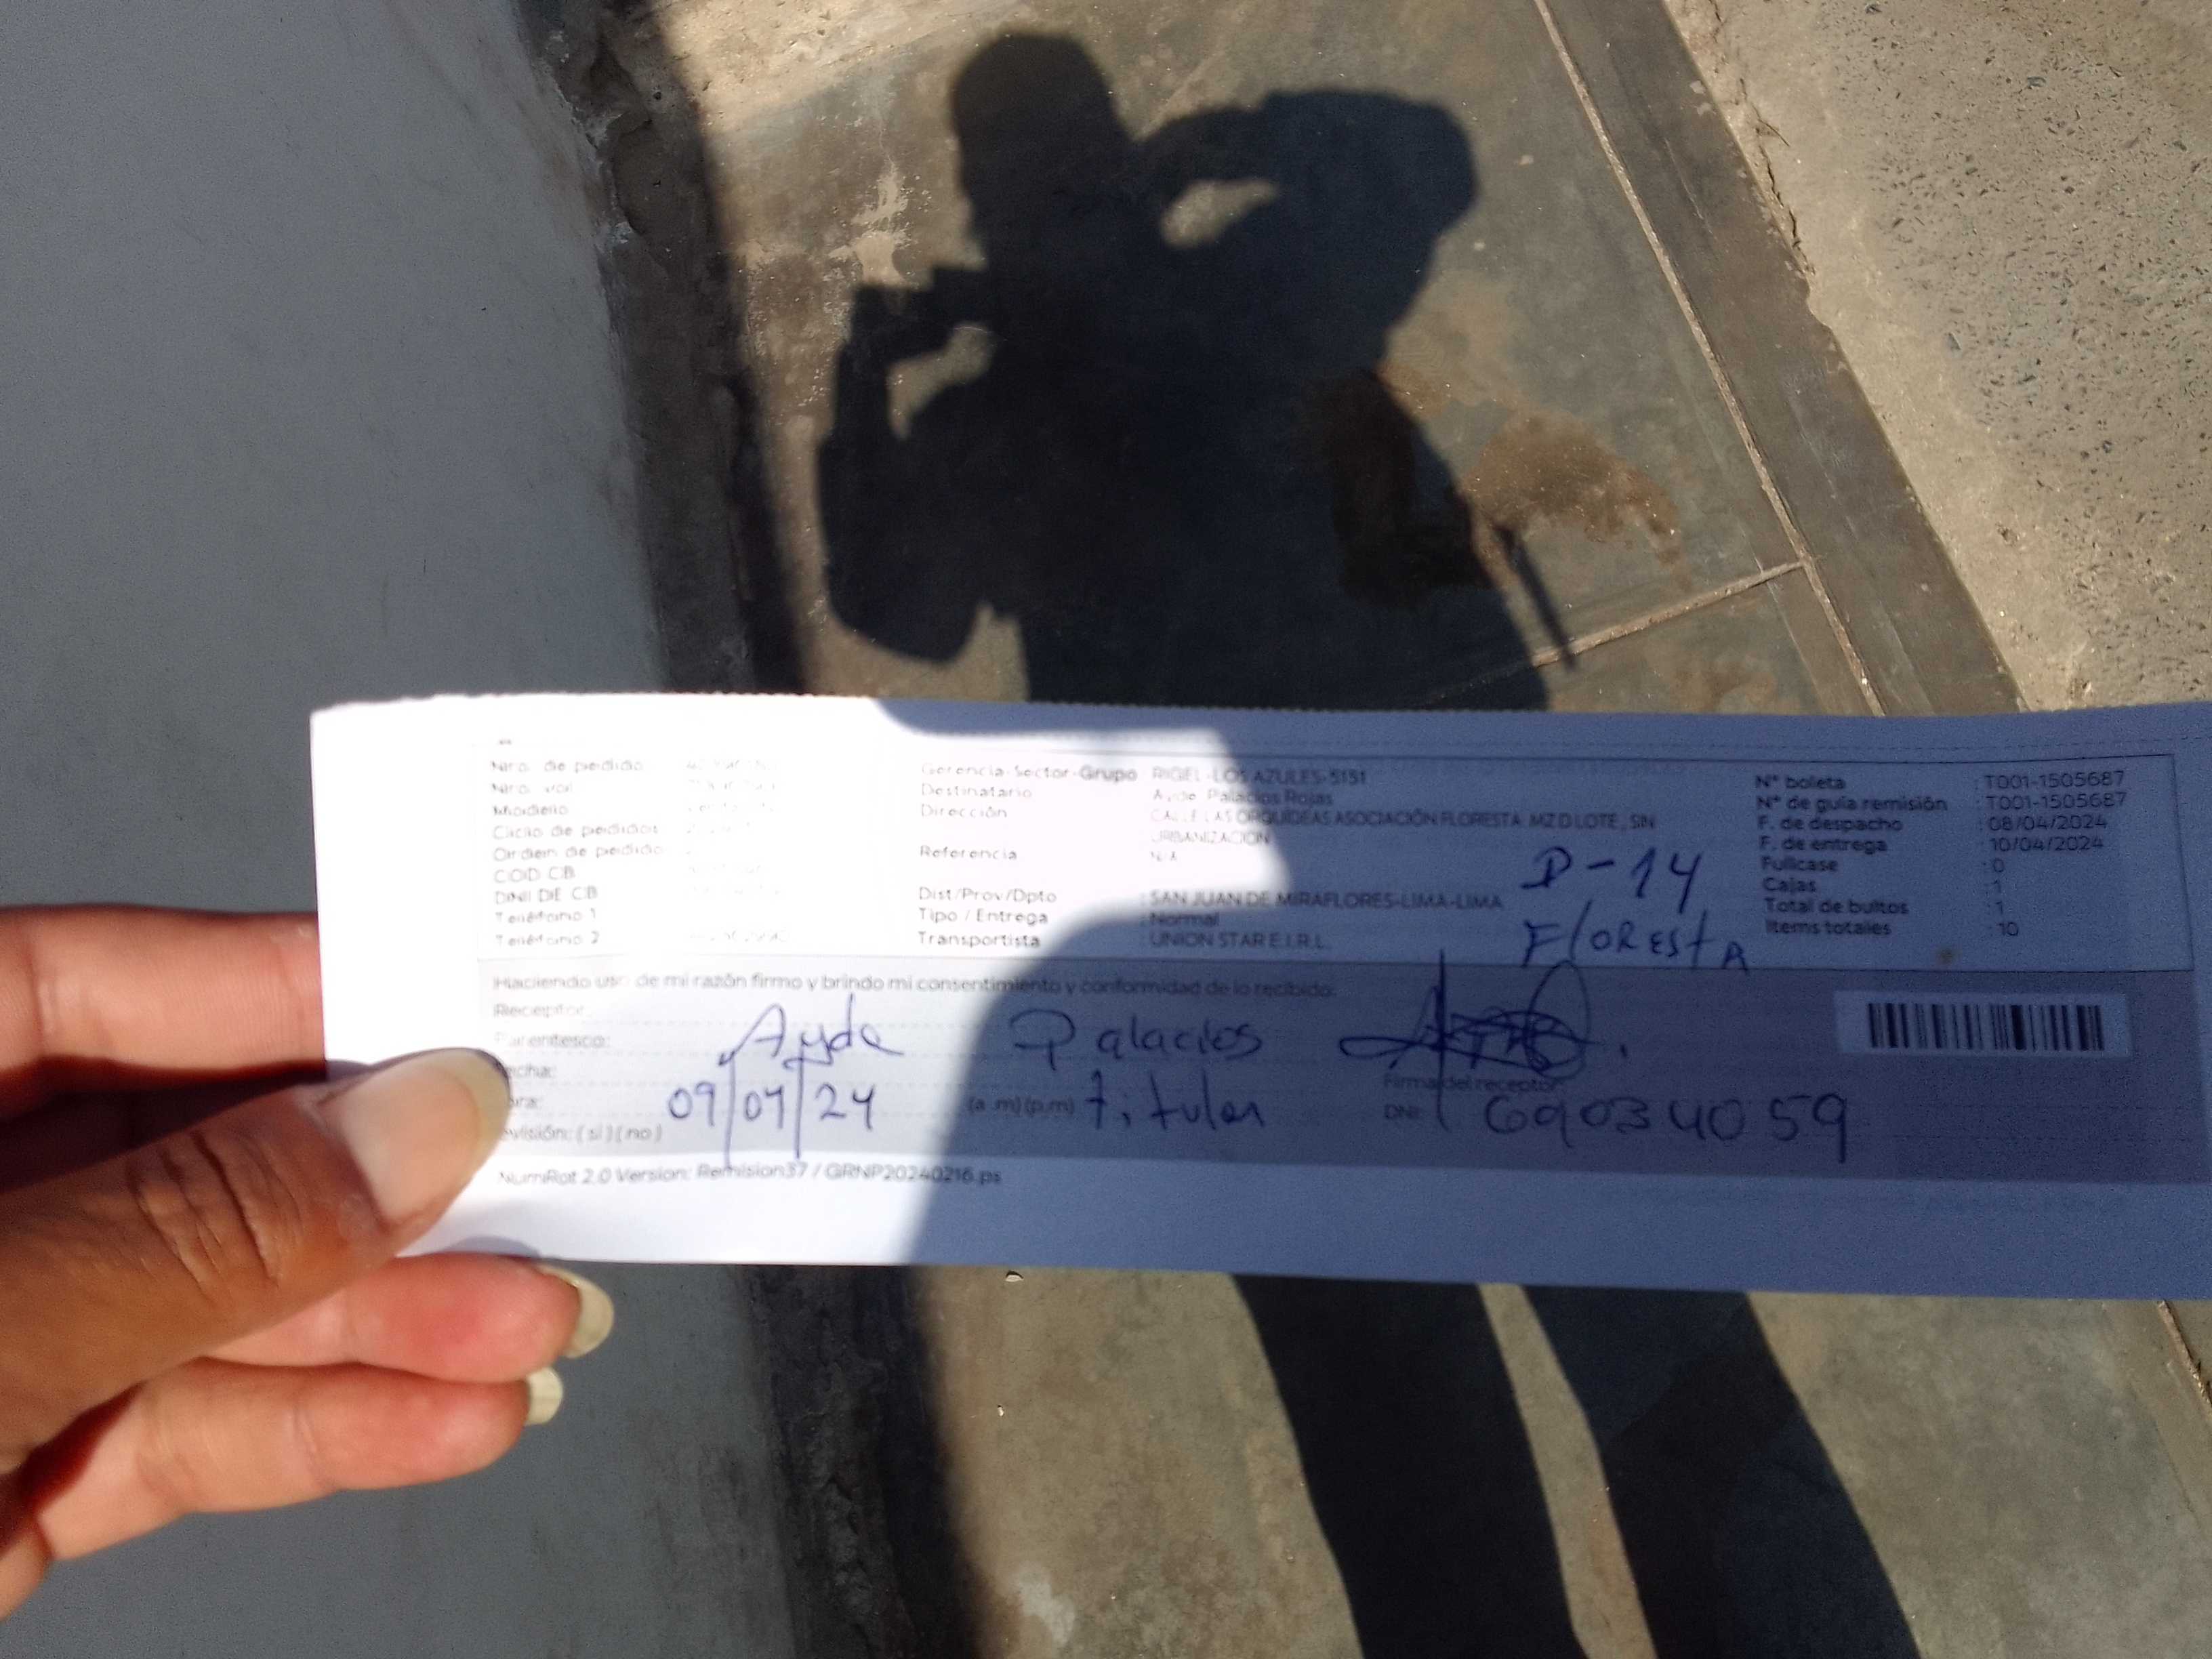 Nro. de pedido
Nro.
Modelo
Ciclo de pedidos
Orden de pedido
COD. CB
DNI DE CB
Teléfono 1
Teléfono 2
Gerencia-Sector-Grupo RIGEL-LOS AZULES-5151
Destinatario Ayde Palacios Rojas
Dirección CALLE LAS ORQUIDEAS ASOCIACIÓN FLORESTA MZ D LOTE , SIN
URBANIZACION
Referencia N/A
Dist/Prov/Dpto : SAN JUAN DE MIRAFLORES-LIMA-LIMA
Tipo / Entrega : Normal
Transportista : UNION STAR E.I.R.L.
N° boleta : T001-1505687
N° de guía remisión : T001-1505687
F. de despacho : 08/04/2024
F. de entrega : 10/04/2024
Fullcase : 0
Cajas : 1
Total de bultos : 1
Items totales : 10
D-14
FloRestA
Haciendo uso de mi razón firmo y brindo mi consentimiento y conformidad de lo recibido:
Receptor:
Parentesco: Ayde Palacios
Firma del receptor
09/04/24 (a.m) (p.m) titular DNI:
(si) (no)
NumRot 2.0 Version: Remision37 / GRNP20240216.ps